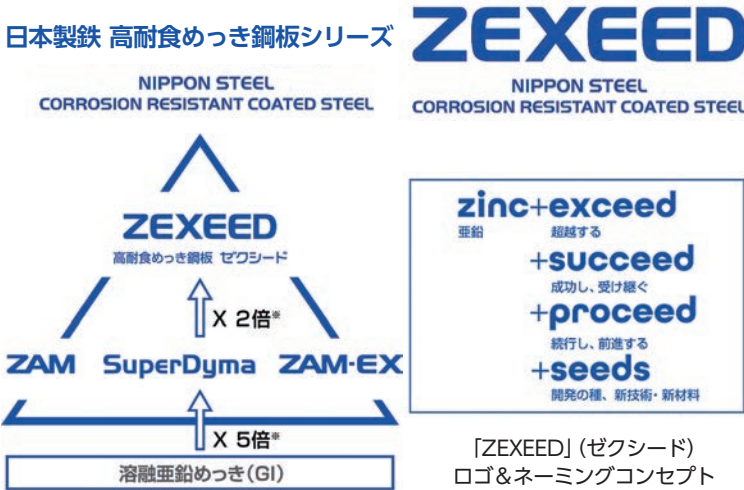 日本製鉄 高耐食めっき鋼板シリーズ
NIPPON STEEL
CORROSION RESISTANT COATED STEEL
ZEXEED
高耐食めっき鋼板 ゼクシード
X 2倍※
ZAM SuperDyma ZAM-EX
X 5倍※
溶融亜鉛めっき(GI)
ZEXEED
NIPPON STEEL
CORROSION RESISTANT COATED STEEL
zinc+exceed
亜鉛 超越する
+succeed
成功し、受け継ぐ
+proceed
続行し、前進する
+seeds
開発の種、新技術・新材料
「ZEXEED」(ゼクシード)
ロゴ&ネーミングコンセプト